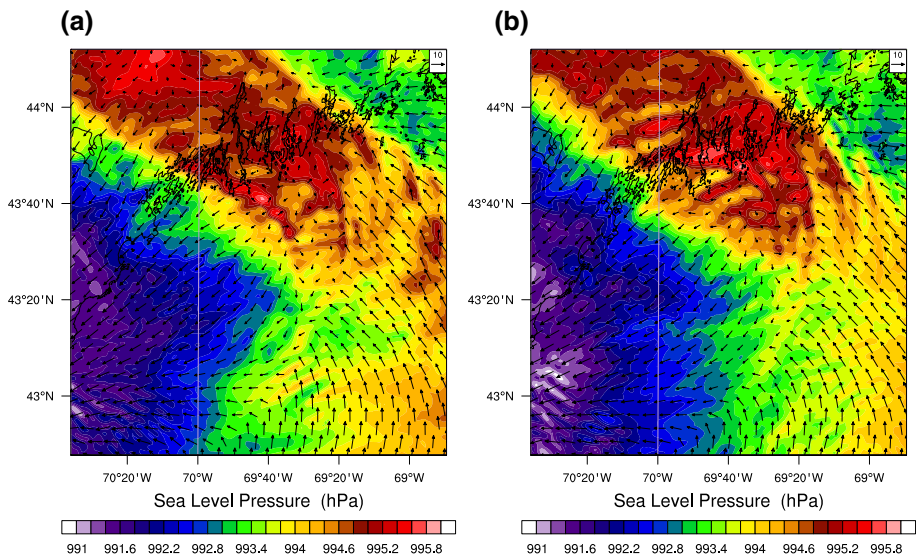 (a) (b)
10 10
44°N 44°N
43°40'N 43°40'N
43°20'N 43°20'N
43°N 43°N
70°20'W 70°W 69°40'W 69°20'W 69°W 70°20'W 70°W 69°40'W 69°20'W 69°W
Sea Level Pressure (hPa) Sea Level Pressure (hPa)
991 991.6 992.2 992.8 993.4 994 994.6 995.2 995.8 991 991.6 992.2 992.8 993.4 994 994.6 995.2 995.8